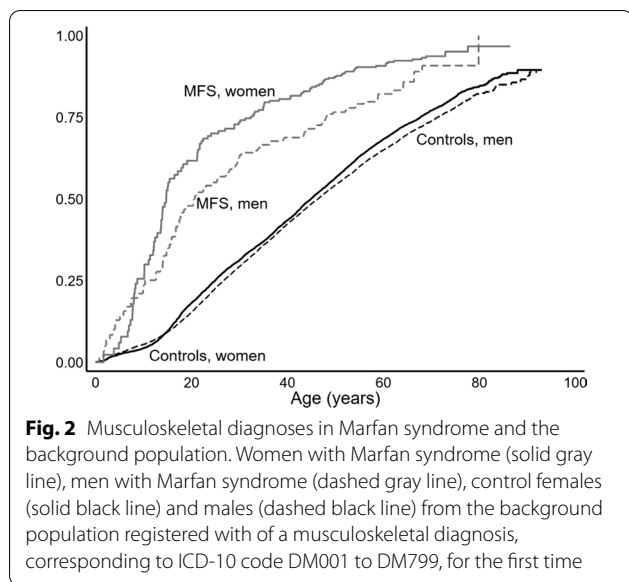 1.00
MFS, women
0.75
Controls, men
0.50
MFS, men
0.25
0.00
Controls, women
0 20 40 60 80 100
Age (years)
Fig. 2 Musculoskeletal diagnoses in Marfan syndrome and the
background population. Women with Marfan syndrome (solid gray
line), men with Marfan syndrome (dashed gray line), control females
(solid black line) and males (dashed black line) from the background
population registered with of a musculoskeletal diagnosis,
corresponding to ICD-10 code DM001 to DM799, for the first time